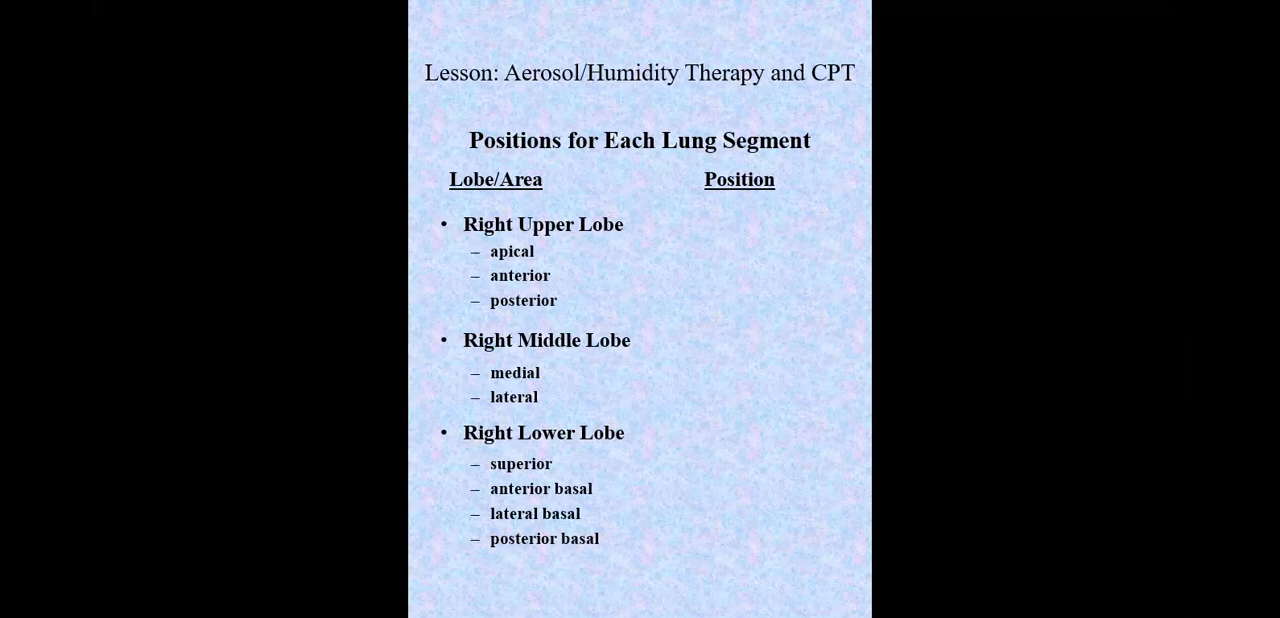 Lesson: Aerosol/Humidity Therapy and CPT
Positions for Each Lung Segment
Lobe/Area Position
• Right Upper Lobe
– apical
– anterior
– posterior
• Right Middle Lobe
– medial
– lateral
• Right Lower Lobe
– superior
– anterior basal
– lateral basal
– posterior basal